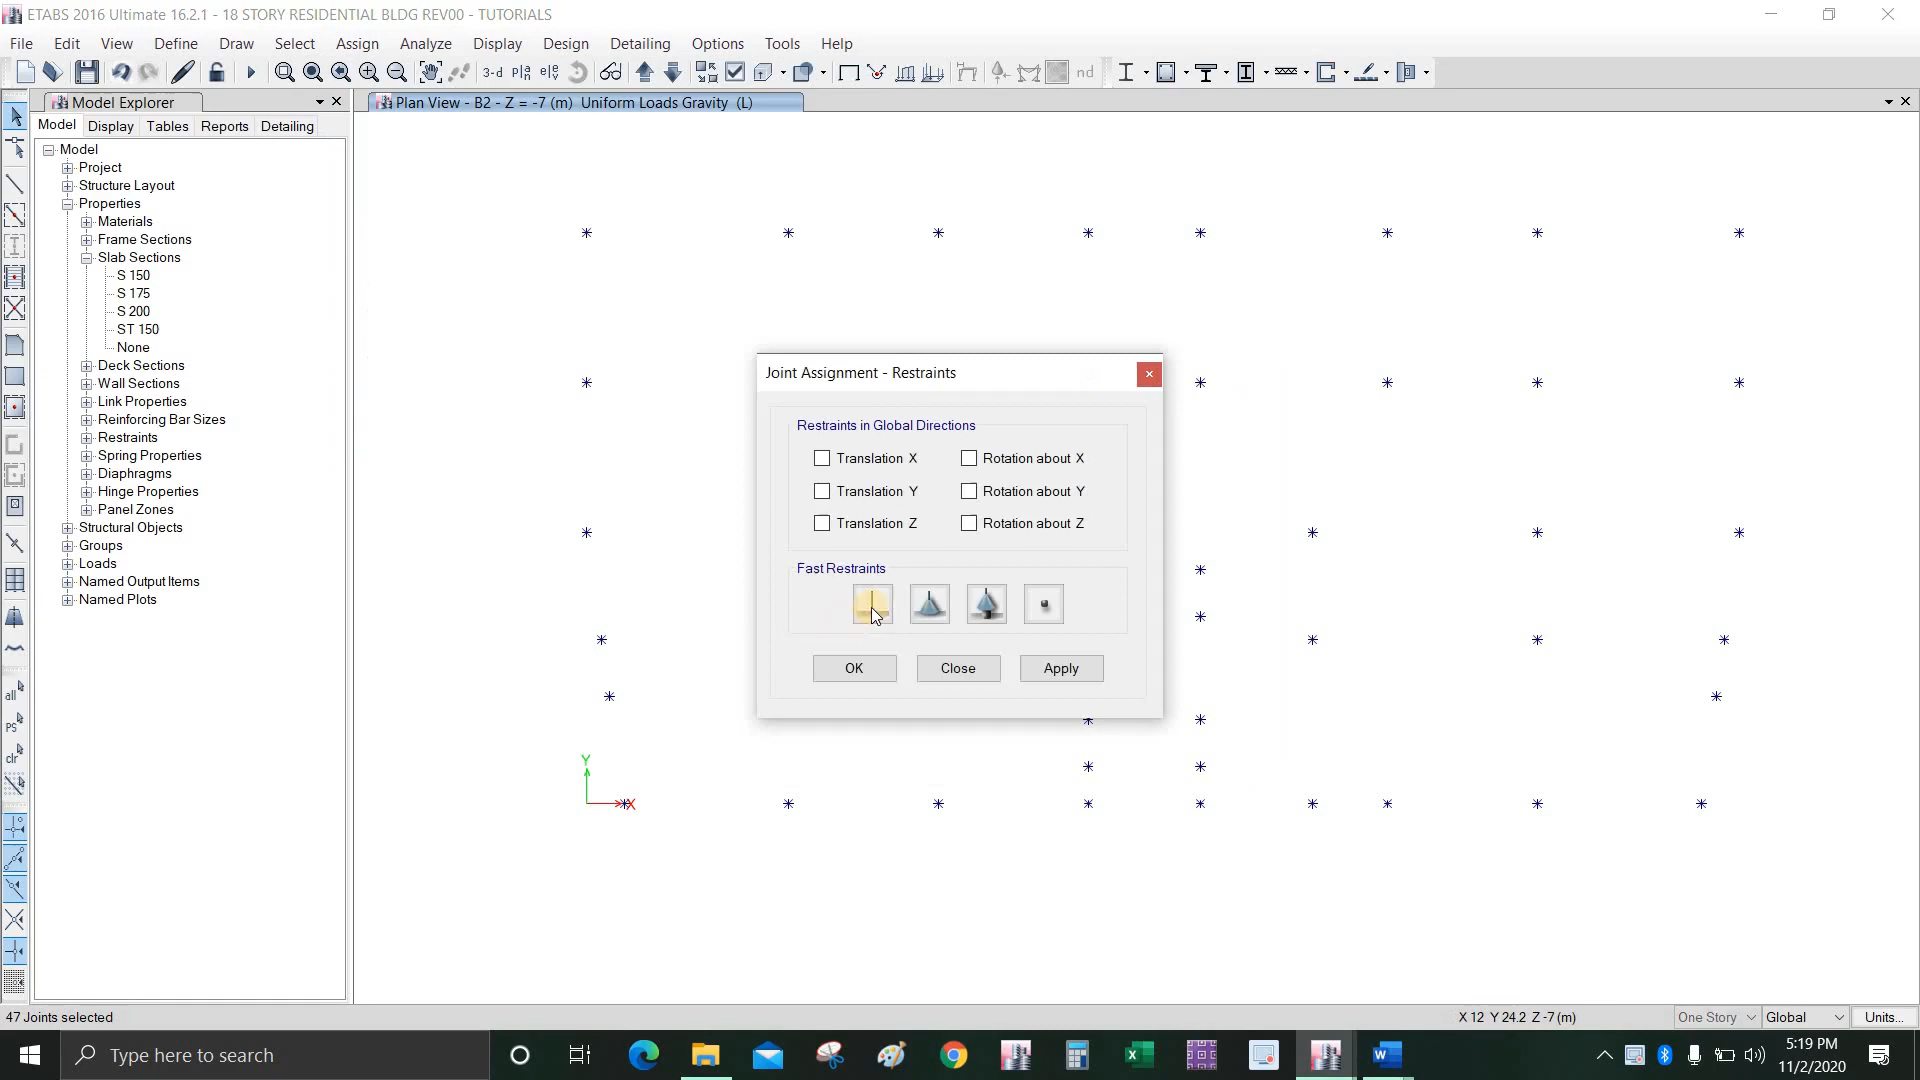 ETABS 2016 Ultimate 16.2.1 - 18 STORY RESIDENTIAL BLDG REV00 - TUTORIALS
File Edit View Define Draw Select Assign Analyze Display Design Detailing Options Tools Help
3-d nd
Model Explorer
Plan View - B2 - Z = -7 (m) Uniform Loads Gravity (L)
Model Display Tables Reports Detailing
Model
Project
Structure Layout
Properties
Materials
Frame Sections
Slab Sections
S 150
S 175
S 200
ST 150
None
Deck Sections
Wall Sections
Link Properties
Reinforcing Bar Sizes
Restraints
Spring Properties
Diaphragms
Hinge Properties
Panel Zones
Structural Objects
Groups
Loads
Named Output Items
Named Plots
Joint Assignment - Restraints
Restraints in Global Directions
Translation X Rotation about X
Translation Y Rotation about Y
Translation Z Rotation about Z
Fast Restraints
OK Close Apply
Y
X
all
PS
clr
47 Joints selected
X 12 Y 24.2 Z -7 (m)
One Story
Global
Units...
Type here to search
5:19 PM
11/2/2020